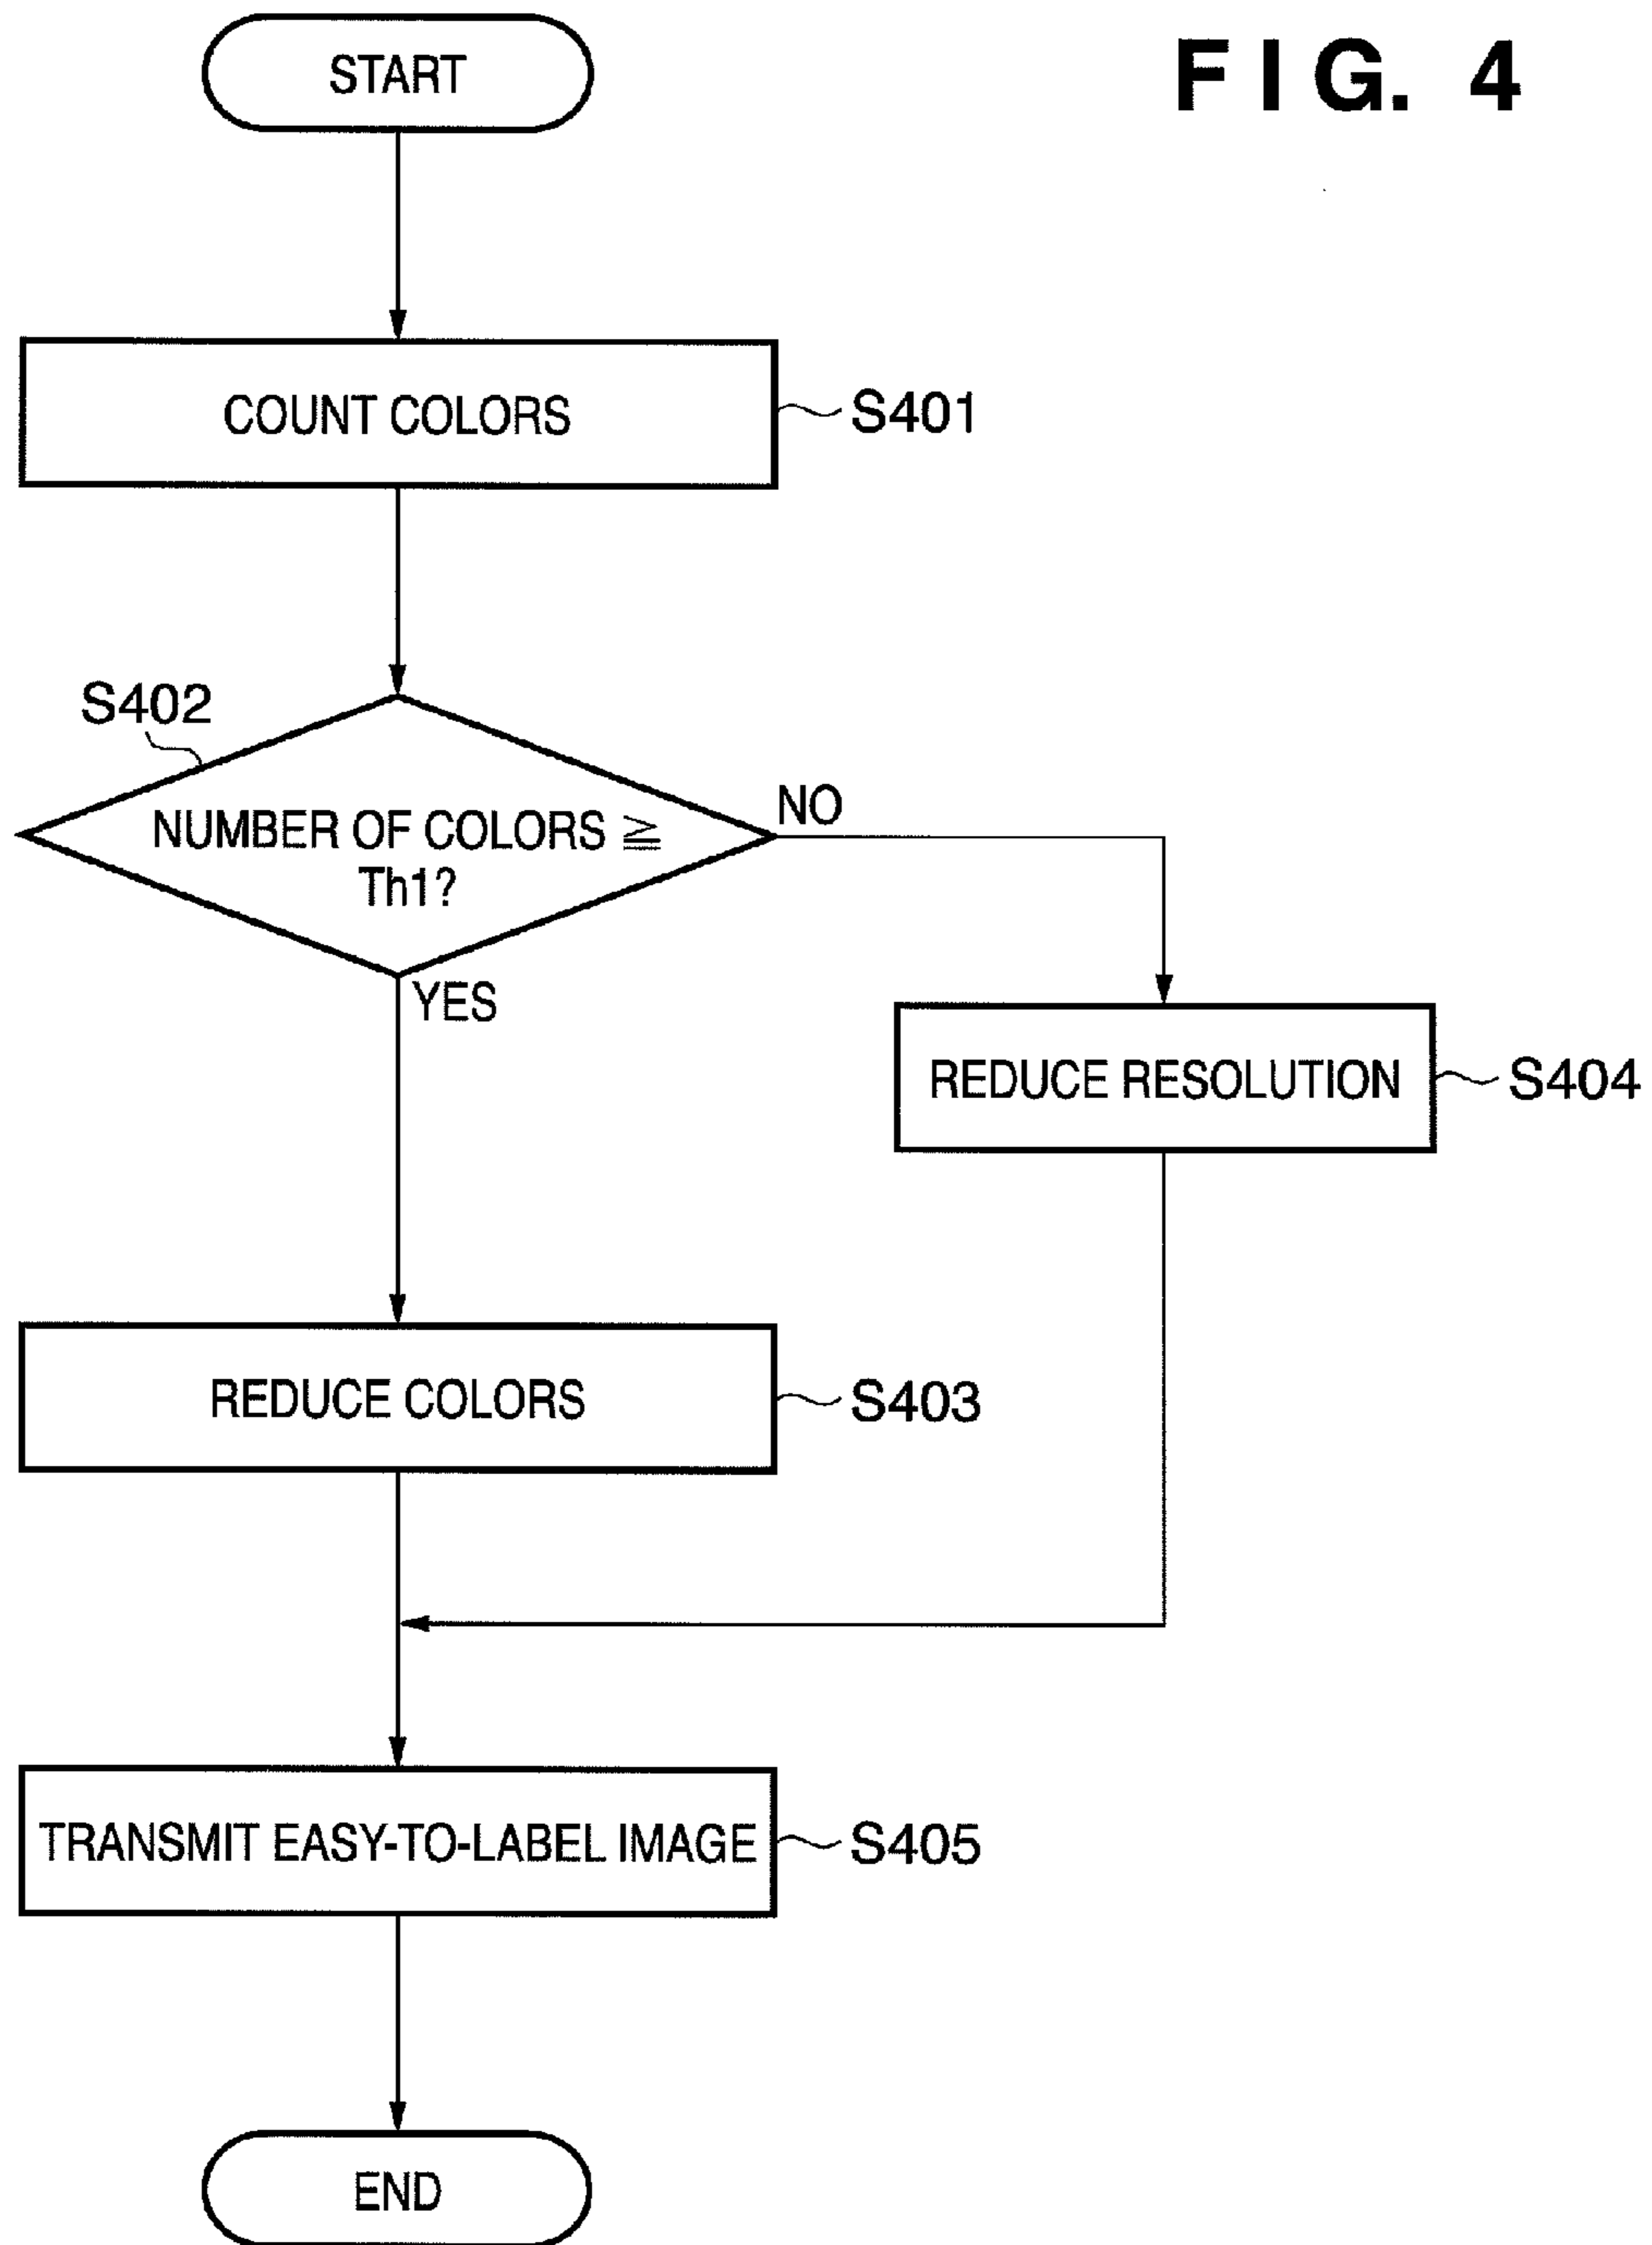 FIG. 4
START
COUNT COLORS
S401
S402
NUMBER OF COLORS ≧
Th1?
NO
YES
REDUCE RESOLUTION
S404
REDUCE COLORS
S403
TRANSMIT EASY-TO-LABEL IMAGE
S405
END